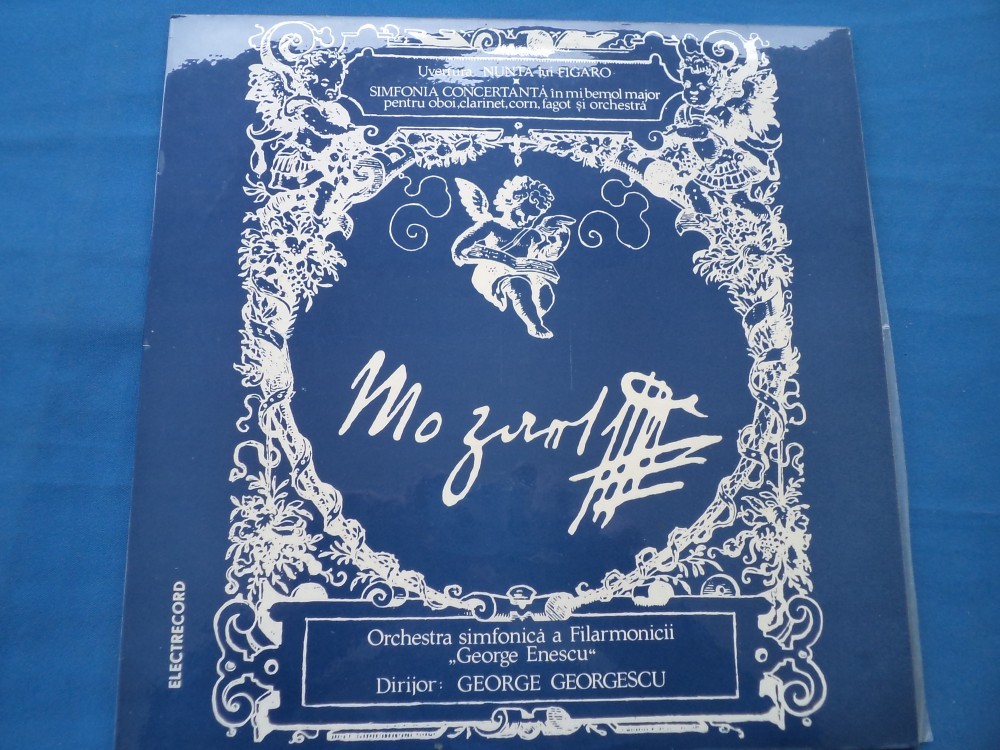 Uvertura „NUNTA lui FIGARO
SIMFONIA CONCERTANTĂ în mi bemol major
pentru oboi, clarinet, corn, fagot și orchestră
Mozart
ELECTRECORD
Orchestra simfonică a Filarmonicii
„George Enescu“
Dirijor: GEORGE GEORGESCU